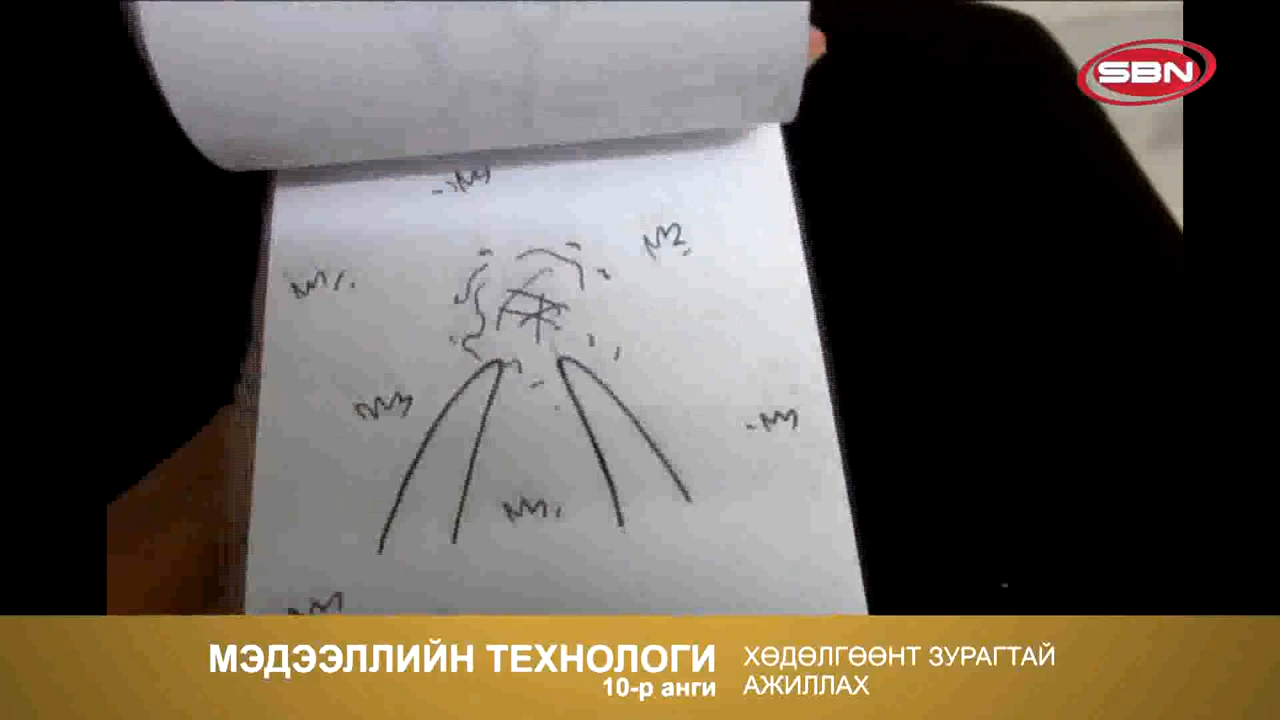 SBN
МЭДЭЭЛЛИЙН ТЕХНОЛОГИ
10-р анги
ХӨДӨЛГӨӨНТ ЗУРАГТАЙ
АЖИЛЛАХ